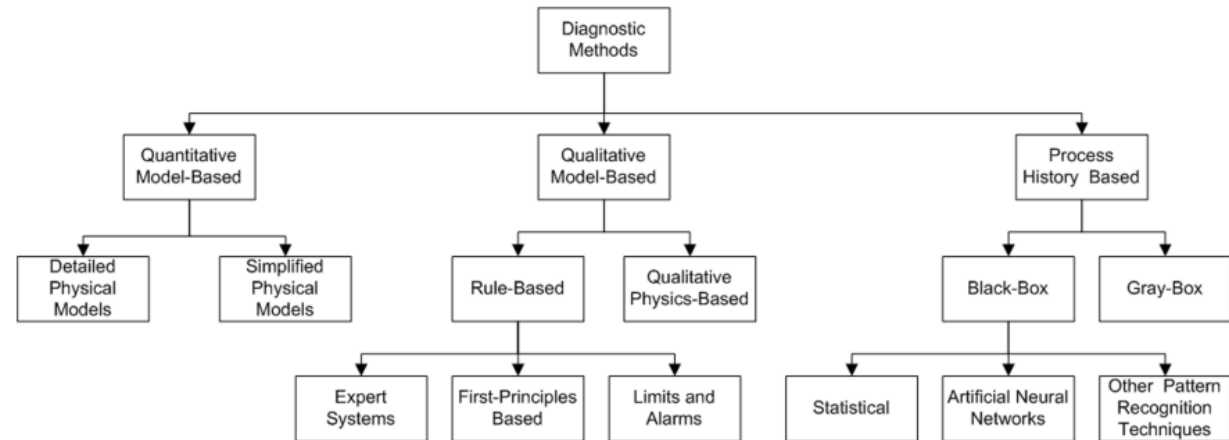 Diagnostic
Methods
Quantitative
Model-Based
Qualitative
Model-Based
Process
History Based
Detailed
Physical
Models
Simplified
Physical
Models
Rule-Based
Qualitative
Physics-Based
Black-Box
Gray-Box
Expert
Systems
First-Principles
Based
Limits and
Alarms
Statistical
Artificial Neural
Networks
Other Pattern
Recognition
Techniques